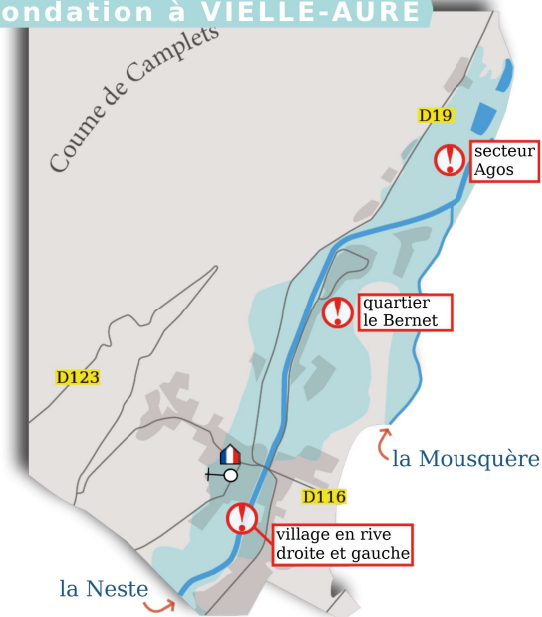 ondation à VIELLE-AURE
Coume de Camplets
D19
secteur
Agos
quartier
le Bernet
D123
la Mousquère
D116
village en rive
droite et gauche
la Neste